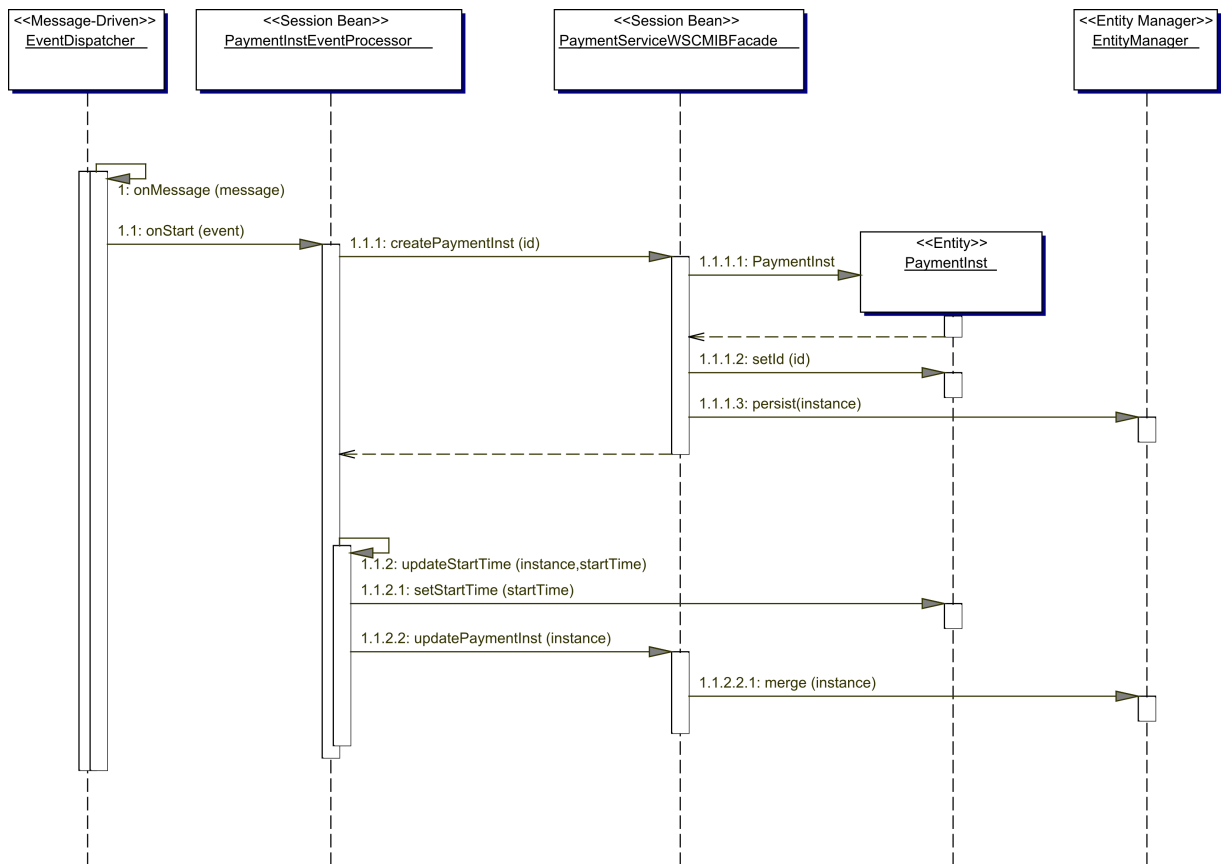 <<Message-Driven>>
EventDispatcher
<<Session Bean>>
PaymentInstEventProcessor
<<Session Bean>>
PaymentServiceWSCMIBFacade
<<Entity Manager>>
EntityManager
1: onMessage (message)
1.1: onStart (event)
1.1.1: createPaymentInst (id)
<<Entity>>
PaymentInst
1.1.1.1: PaymentInst
1.1.1.2: setId (id)
1.1.1.3: persist(instance)
1.1.2: updateStartTime (instance,startTime)
1.1.2.1: setStartTime (startTime)
1.1.2.2: updatePaymentInst (instance)
1.1.2.2.1: merge (instance)